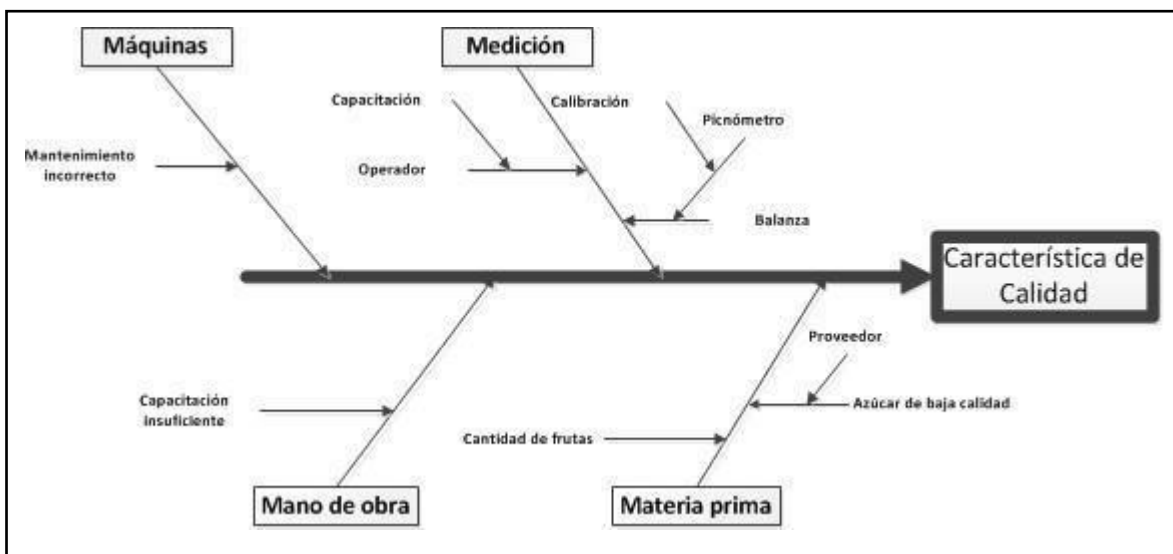 Máquinas
Medición
Capacitación
Calibración
Picnómetro
Mantenimiento
incorrecto
Operador
Balanza
Característica de
Calidad
Proveedor
Capacitación
insuficiente
Azúcar de baja calidad
Cantidad de frutas
Mano de obra
Materia prima